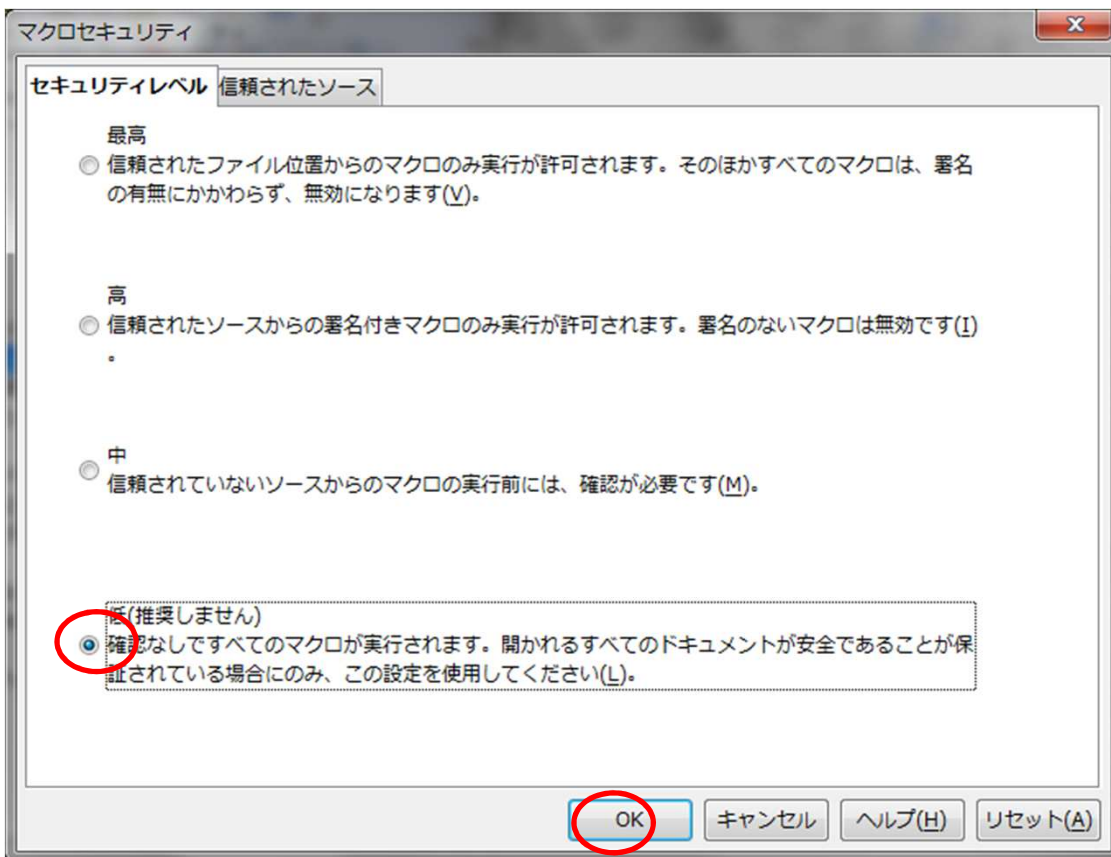 マクロセキュリティ
セキュリティレベル 信頼されたソース
最高
信頼されたファイル位置からのマクロのみ実行が許可されます。そのほかすべてのマクロは、署名
の有無にかかわらず、無効になります(V)。
高
信頼されたソースからの署名付きマクロのみ実行が許可されます。署名のないマクロは無効です(I)
。
中
信頼されていないソースからのマクロの実行前には、確認が必要です(M)。
低(推奨しません)
確認なしですべてのマクロが実行されます。開かれるすべてのドキュメントが安全であることが保
証されている場合にのみ、この設定を使用してください(L)。
OK キャンセル ヘルプ(H) リセット(A)